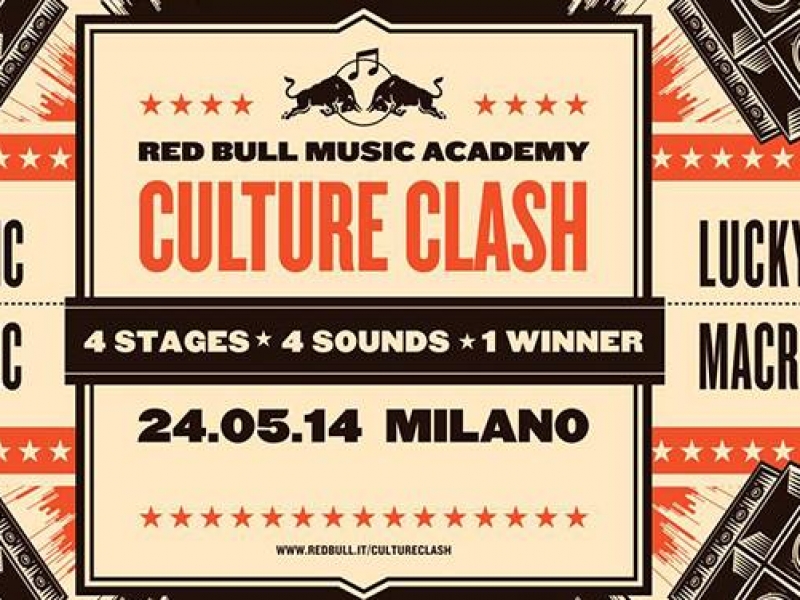 RED BULL MUSIC ACADEMY
CULTURE CLASH
LUCKY
4 STAGES ★ 4 SOUNDS ★ 1 WINNER
24.05.14 MILANO
WWW.REDBULL.IT/CULTURECLASH